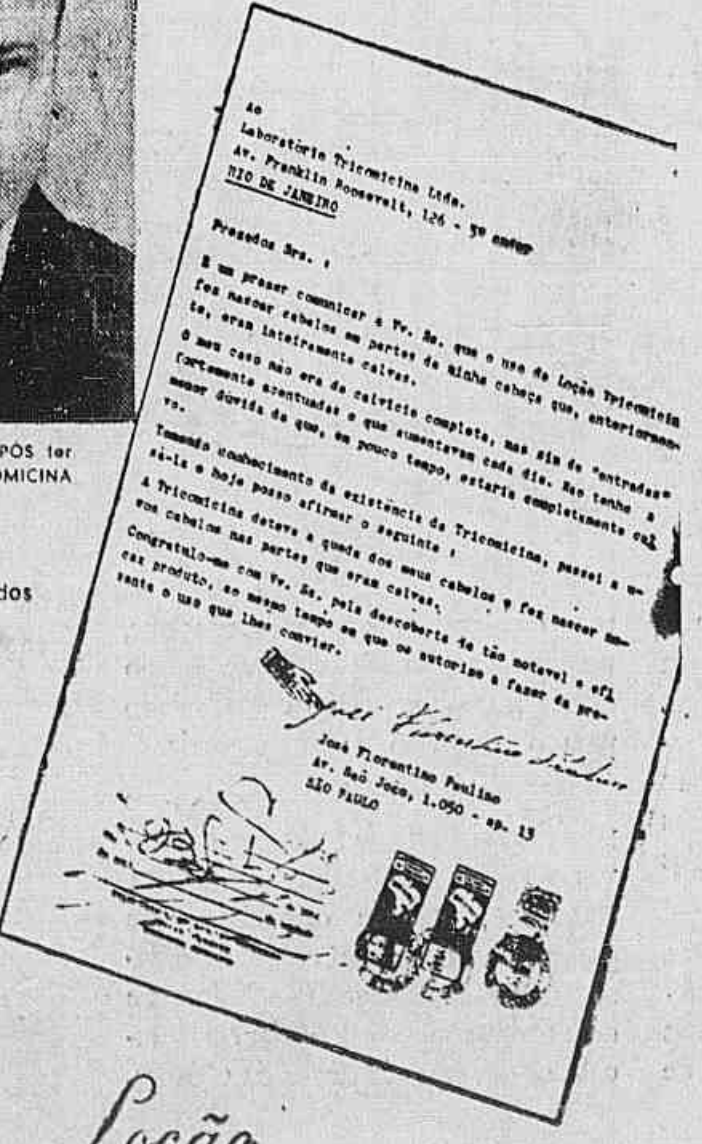 Ao
Laboratório Tricomicina Ltda.
Av. Franklin Roosevelt, 126 - 5º andar
RIO DE JANEIRO
Prezados Srs. :
É um prazer comunicar à Vv. Ss. que o uso da Loção Tricomicin
fez nascer cabelos em partes da minha cabeça que, anteriormen-
te, eram inteiramente calvas.
O meu caso não era de calvície completa, mas sim de "entradas"
fortemente acentuadas e que aumentavam cada dia. Não tenho a
menor dúvida de que, em pouco tempo, estaria completamente cal
vo.
Tomando conhecimento da existência da Tricomicina, passei a u-
sá-la e hoje posso afirmar o seguinte :
A Tricomicina deteve a queda dos meus cabelos e fez nascer no-
vos cabelos nas partes que eram calvas.
Congratulo-me com Vv. Ss. pela descoberta de tão notavel e efi
caz produto, ao mesmo tempo em que os autorizo a fazer da pre-
sente o uso que lhes convier.
José Florentino Paulino
Av. Saõ Joco, 1.050 - ap. 13
SÃO PAULO
PÓS ter
OMICINA
dos
Loção